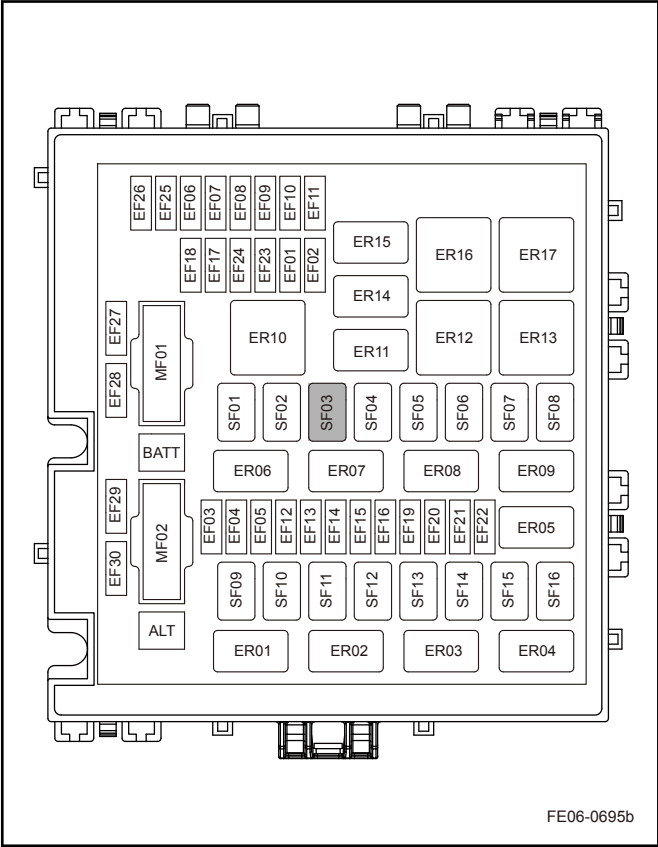 EF26 EF25 EF06 EF07 EF08 EF09 EF10 EF11
EF18 EF17 EF24 EF23 EF01 EF02
ER15 ER16 ER17
ER14
EF27 MF01 ER10 ER11 ER12 ER13
EF28
SF01 SF02 SF03 SF04 SF05 SF06 SF07 SF08
BATT
ER06 ER07 ER08 ER09
EF29 MF02
EF03 EF04 EF05 EF12 EF13 EF14 EF15 EF16 EF19 EF20 EF21 EF22 ER05
EF30
SF09 SF10 SF11 SF12 SF13 SF14 SF15 SF16
ALT
ER01 ER02 ER03 ER04
FE06-0695b